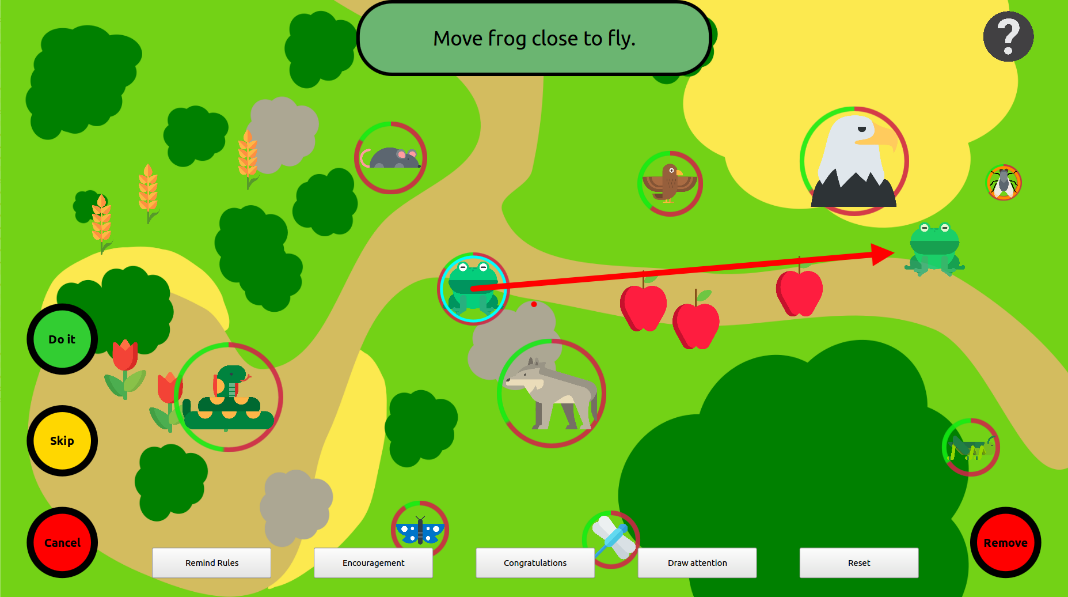 Move frog close to fly.
?
Do it
Skip
Cancel
Remove
Remind Rules
Encouragement
Congratulations
Draw attention
Reset